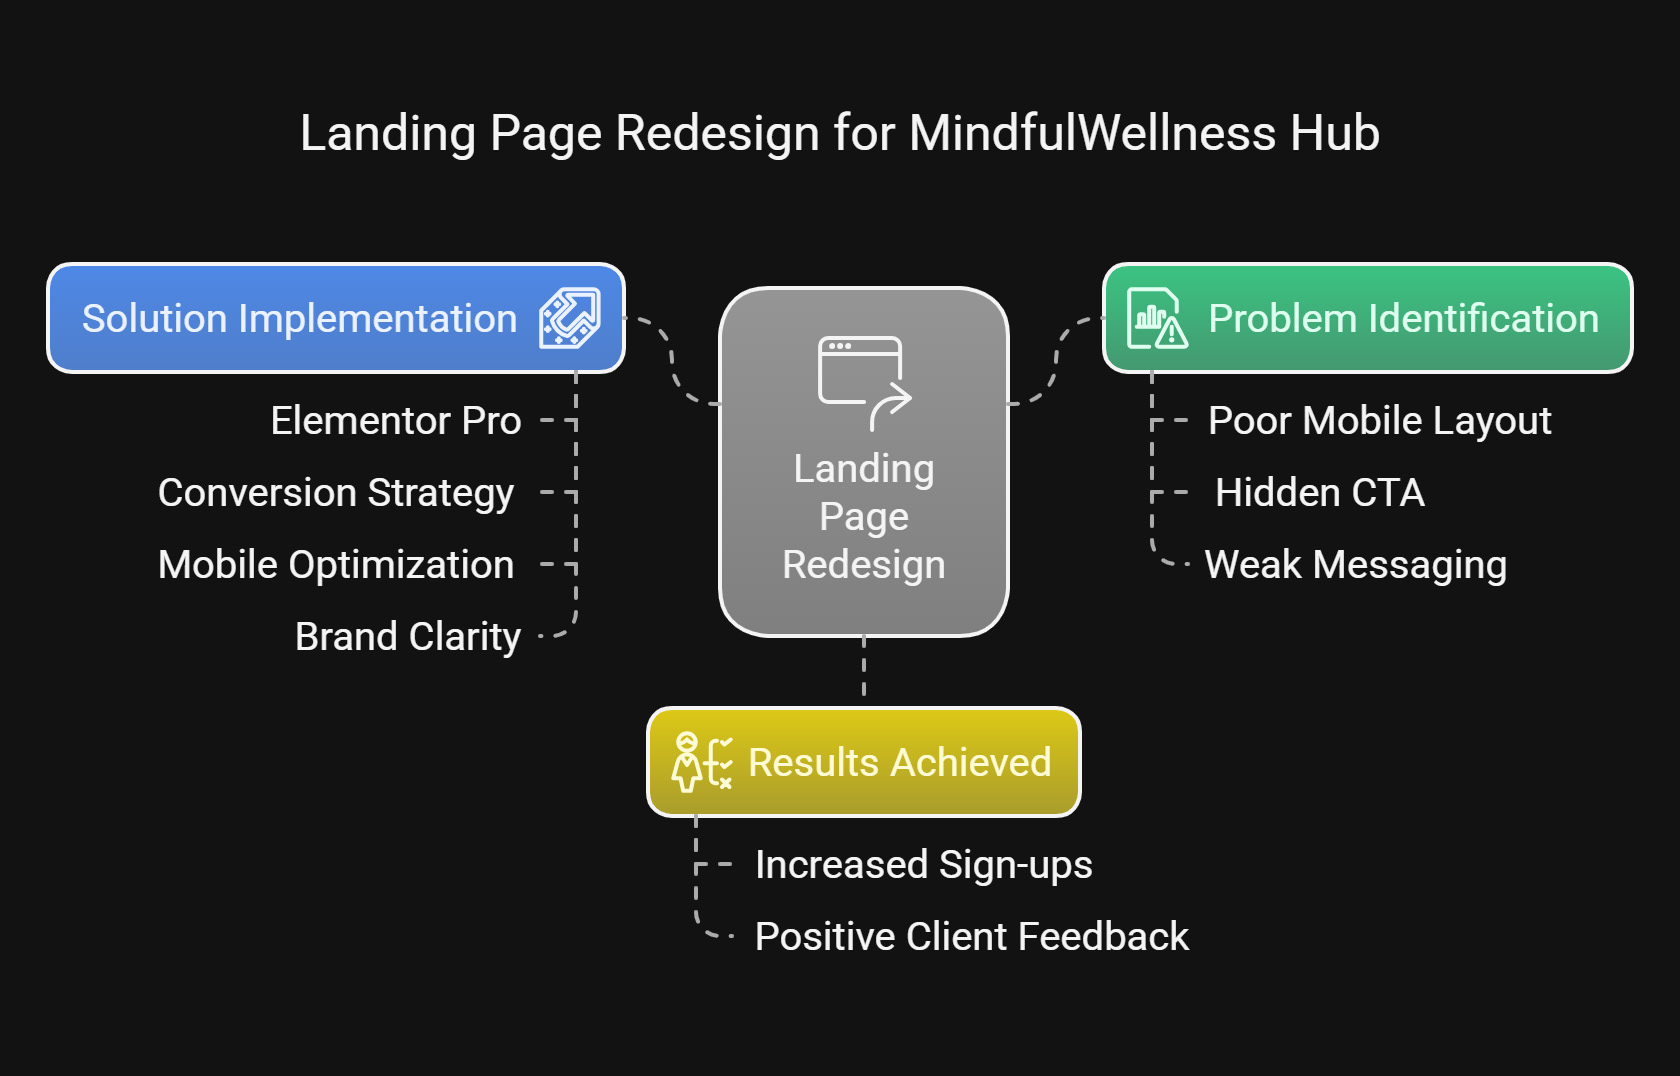 Landing Page Redesign for MindfulWellness Hub
Solution Implementation
Elementor Pro
Conversion Strategy
Mobile Optimization
Brand Clarity
Landing
Page
Redesign
Problem Identification
Poor Mobile Layout
Hidden CTA
Weak Messaging
Results Achieved
Increased Sign-ups
Positive Client Feedback